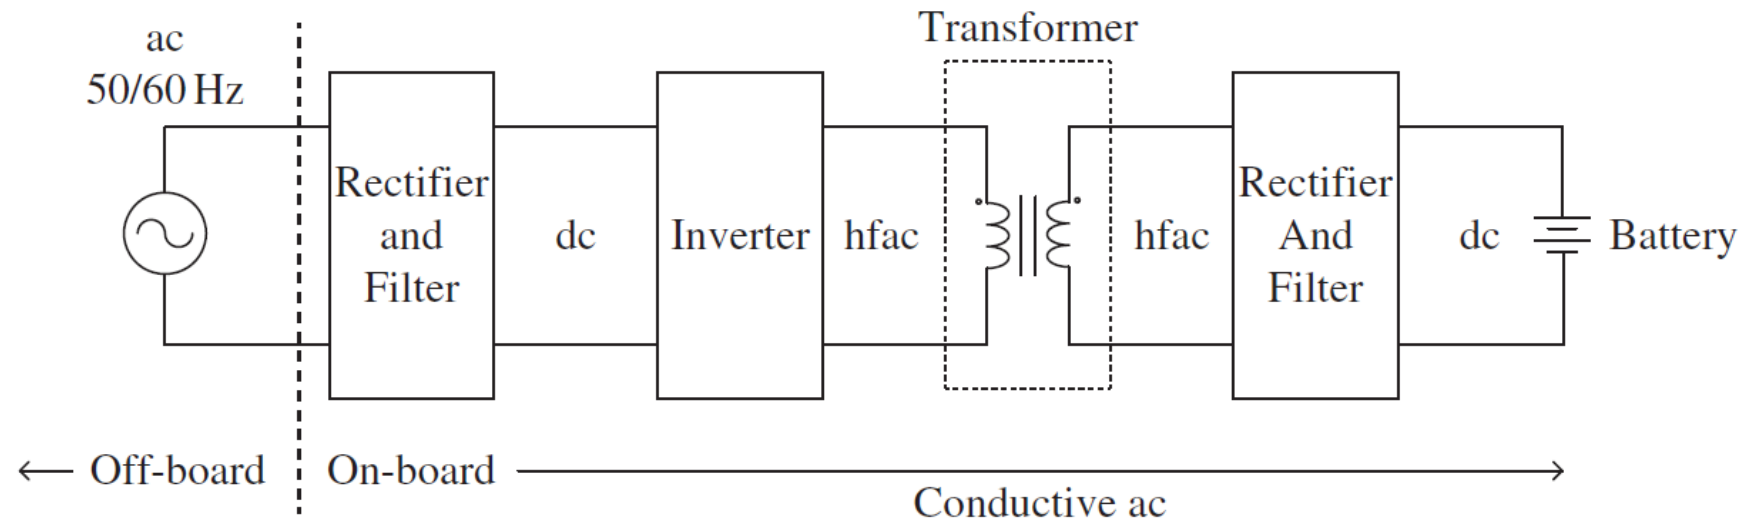 ac
50/60 Hz
Rectifier
and
Filter
dc
Inverter
hfac
Transformer
hfac
Rectifier
And
Filter
dc
Battery
Off-board
On-board
Conductive ac